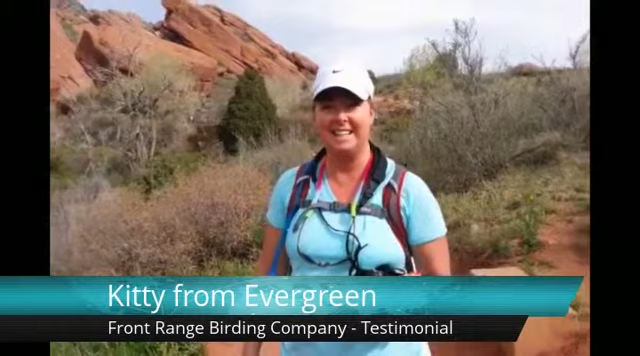 Kitty from Evergreen
Front Range Birding Company - Testimonial